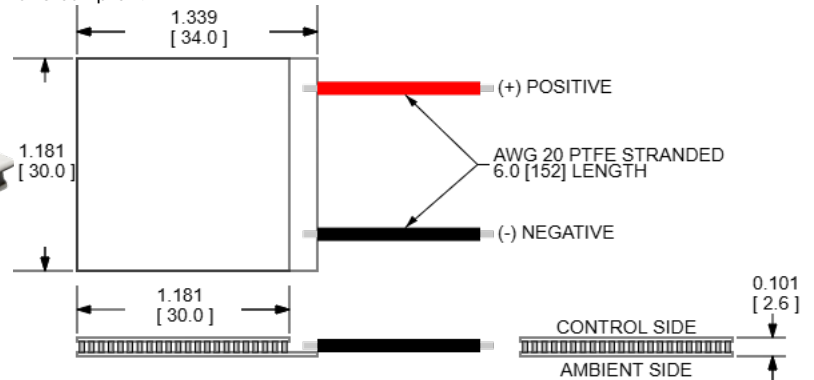 1.339
[ 34.0 ]
(+) POSITIVE
1.181
[ 30.0 ]
AWG 20 PTFE STRANDED
6.0 [152] LENGTH
(-) NEGATIVE
1.181
[ 30.0 ]
0.101
[ 2.6 ]
CONTROL SIDE
AMBIENT SIDE